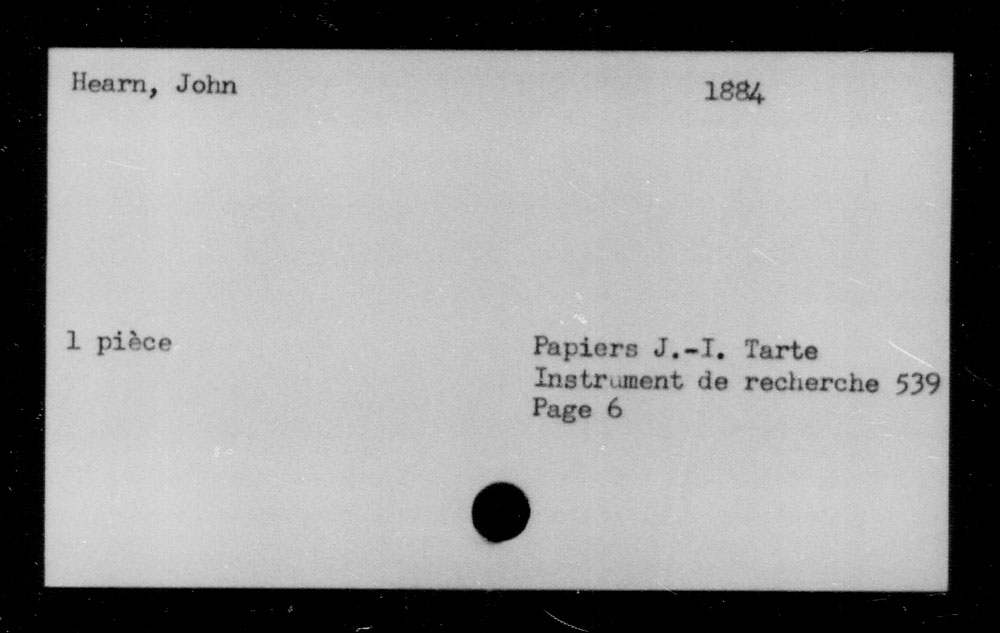 Hearn, John
1884
1 pièce
Papiers J.-I. Tarte
Instrument de recherche 539
Page 6